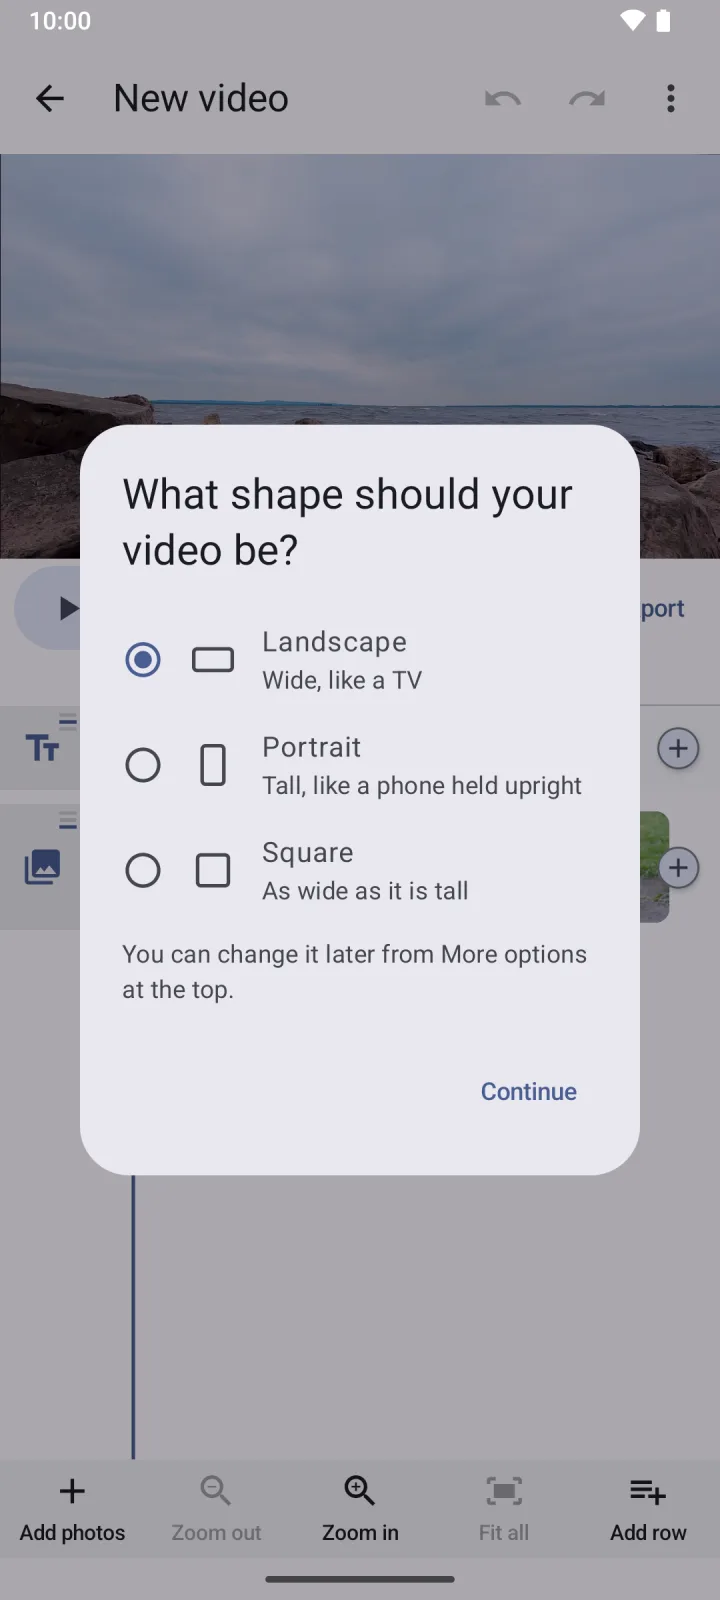 10:00
New video
What shape should your
video be?
Landscape
Wide, like a TV
Portrait
Tall, like a phone held upright
Square
As wide as it is tall
You can change it later from More options
at the top.
Continue
port
Add photos
Zoom out
Zoom in
Fit all
Add row